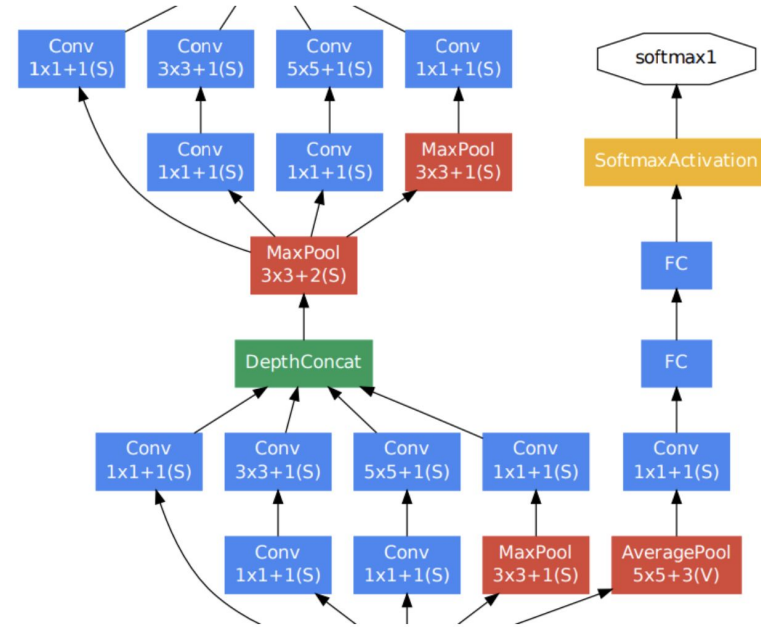 Conv
1x1+1(S)
Conv
3x3+1(S)
Conv
5x5+1(S)
Conv
1x1+1(S)
softmax1
Conv
1x1+1(S)
Conv
1x1+1(S)
MaxPool
3x3+1(S)
SoftmaxActivation
MaxPool
3x3+2(S)
FC
DepthConcat
FC
Conv
1x1+1(S)
Conv
3x3+1(S)
Conv
5x5+1(S)
Conv
1x1+1(S)
Conv
1x1+1(S)
Conv
1x1+1(S)
Conv
1x1+1(S)
MaxPool
3x3+1(S)
AveragePool
5x5+3(V)